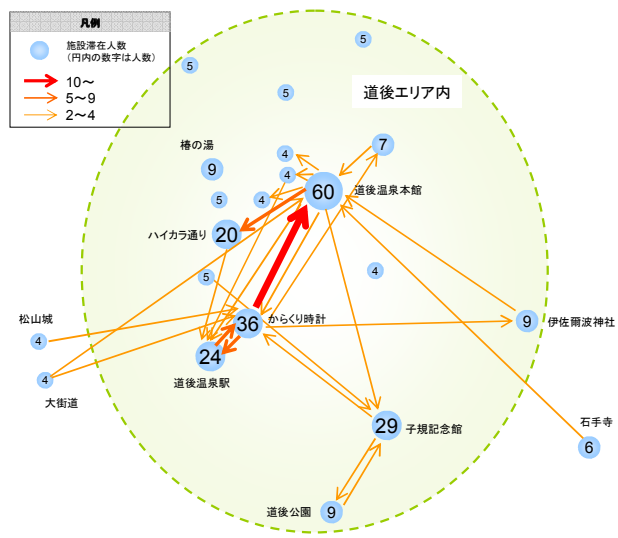 凡例
施設滞在人数
（円内の数字は人数）
10～
5～9
2～4
道後エリア内
4
5
5
椿の湯
9
4
7
4
60
道後温泉本館
5
4
ハイカラ通り
20
5
4
松山城
4
36
からくり時計
9
伊佐爾波神社
24
道後温泉駅
4
大街道
29
子規記念館
石手寺
6
道後公園
9